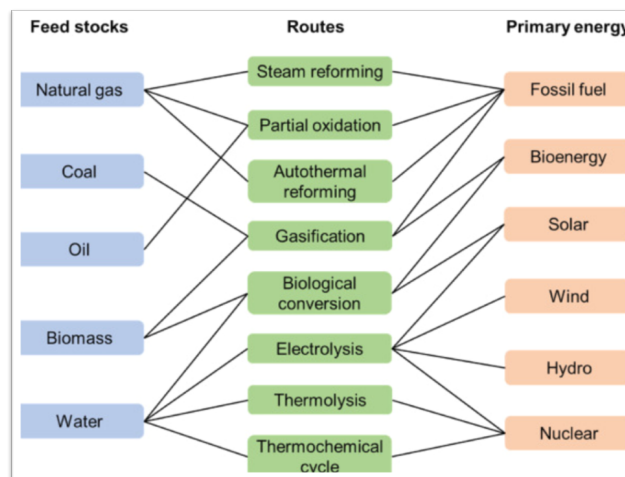 Feed stocks
Routes
Primary energy
Natural gas
Coal
Oil
Biomass
Water
Steam reforming
Partial oxidation
Autothermal
reforming
Gasification
Biological
conversion
Electrolysis
Thermolysis
Thermochemical
cycle
Fossil fuel
Bioenergy
Solar
Wind
Hydro
Nuclear